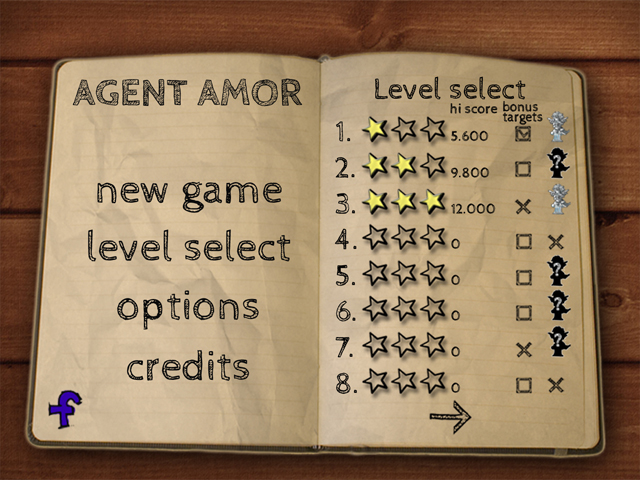 AGENT AMOR
new game
level select
options
credits
f
Level select
hi score bonus targets
1. 5.600
2. 9.800 ?
3. 12.000
4. 0
5. 0 ?
6. 0 ?
7. 0 ?
8. 0